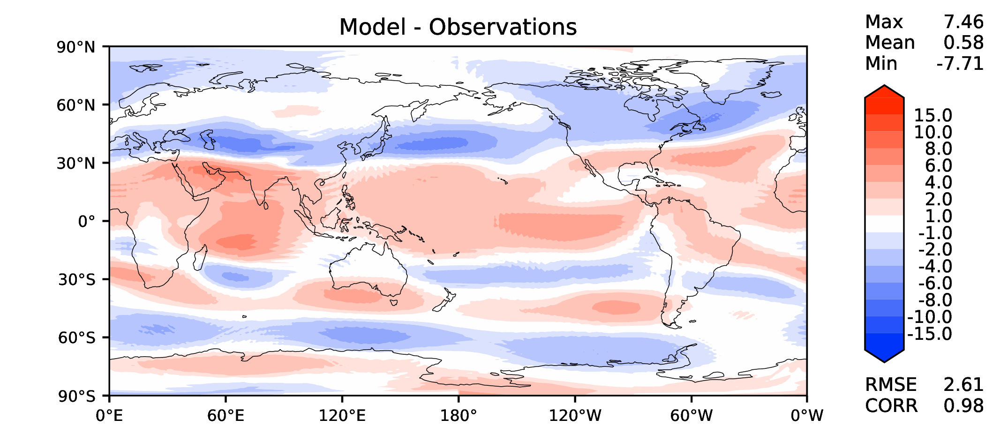 Model - Observations
Max 7.46
Mean 0.58
Min -7.71
90°N
60°N
30°N
0°
30°S
60°S
90°S
0°E 60°E 120°E 180° 120°W 60°W 0°W
15.0
10.0
8.0
6.0
4.0
2.0
1.0
-1.0
-2.0
-4.0
-6.0
-8.0
-10.0
-15.0
RMSE 2.61
CORR 0.98